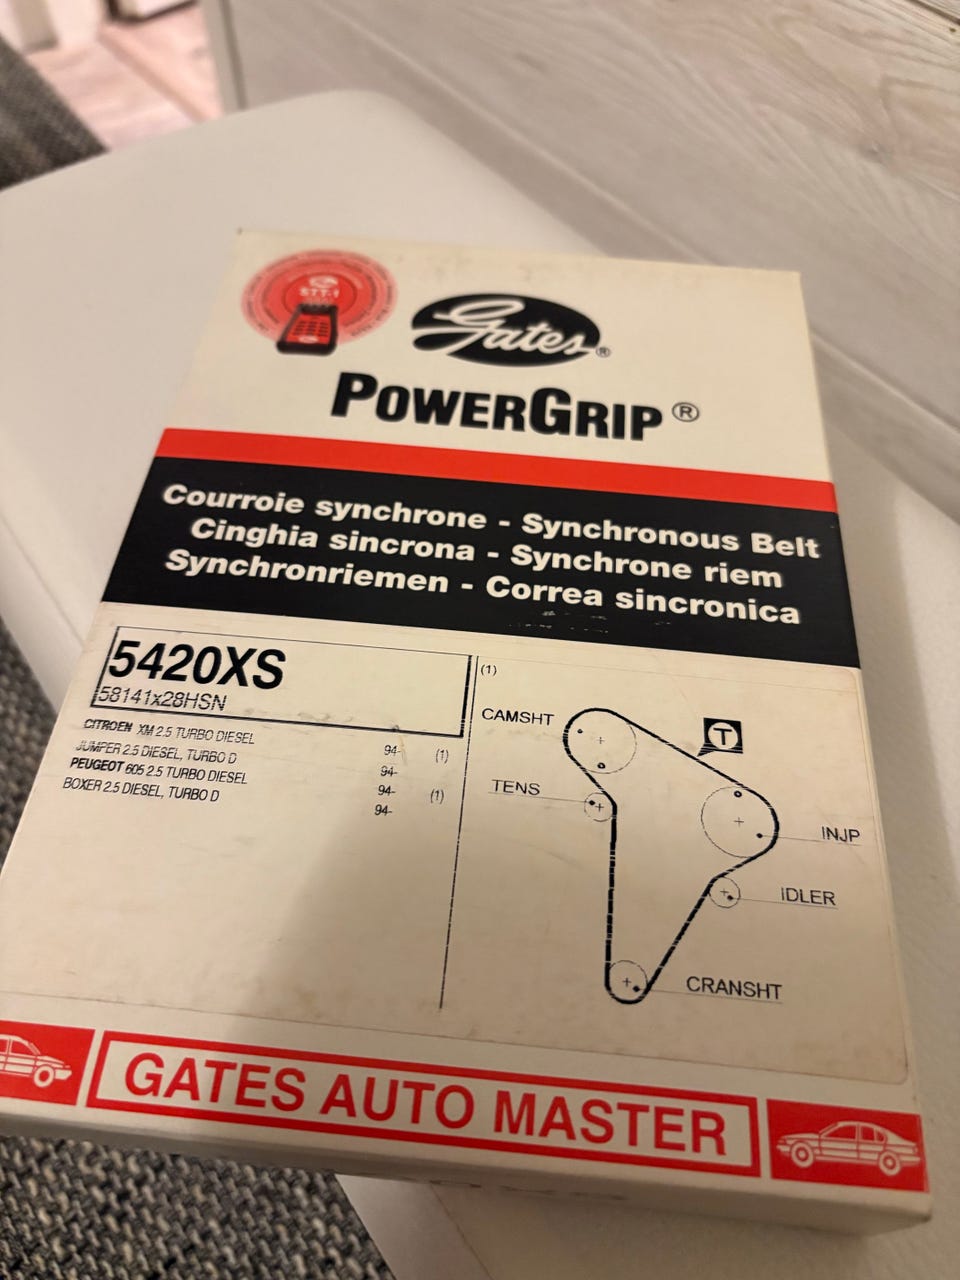 STT-1
Gates®
POWERGRIP®
Courroie synchrone - Synchronous Belt
Cinghia sincrona - Synchrone riem
Synchronriemen - Correa sincronica
5420XS
58141x28HSN
CITROEN XM 2.5 TURBO DIESEL 94- (1)
JUMPER 2.5 DIESEL, TURBO D 94-
PEUGEOT 605 2.5 TURBO DIESEL 94- (1)
BOXER 2.5 DIESEL, TURBO D 94-
(1)
CAMSHT
T
TENS
INJP
IDLER
CRANSHT
GATES AUTO MASTER